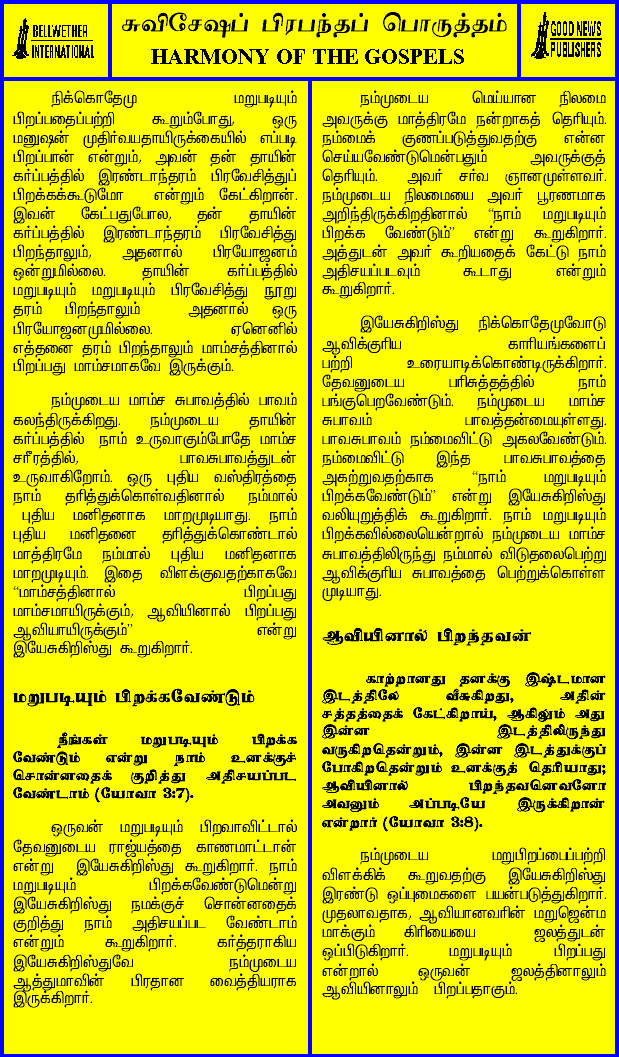 BELLWETHER
INTERNATIONAL
சுவிசேஷப் பிரபந்தப் பொருத்தம்
HARMONY OF THE GOSPELS
GOOD NEWS
PUBLISHERS
நிக்கொதேமு மறுபடியும்
பிறப்பதைப்பற்றி கூறும்போது, ஒரு
மனுஷன் முதிர்வயதாயிருக்கையில் எப்படி
பிறப்பான் என்றும், அவன் தன் தாயின்
கர்ப்பத்தில் இரண்டாந்தரம் பிரவேசித்துப்
பிறக்கக்கூடுமோ என்றும் கேட்கிறான்.
இவன் கேட்பதுபோல, தன் தாயின்
கர்ப்பத்தில் இரண்டாந்தரம் பிரவேசித்து
பிறந்தாலும், அதனால் பிரயோஜனம்
ஒன்றுமில்லை. தாயின் கர்ப்பத்தில்
மறுபடியும் மறுபடியும் பிரவேசித்து நூறு
தரம் பிறந்தாலும் அதனால் ஒரு
பிரயோஜனமுமில்லை. ஏனெனில்
எத்தனை தரம் பிறந்தாலும் மாம்சத்தினால்
பிறப்பது மாம்சமாகவே இருக்கும்.
நம்முடைய மாம்ச சுபாவத்தில் பாவம்
கலந்திருக்கிறது. நம்முடைய தாயின்
கர்ப்பத்தில் நாம் உருவாகும்போதே மாம்ச
சரீரத்தில், பாவசுபாவத்துடன்
உருவாகிறோம். ஒரு புதிய வஸ்திரத்தை
நாம் தரித்துக்கொள்வதினால் நம்மால்
புதிய மனிதனாக மாறமுடியாது. நாம்
புதிய மனிதனை தரித்துக்கொண்டால்
மாத்திரமே நம்மால் புதிய மனிதனாக
மாறமுடியும். இதை விளக்குவதற்காகவே
“மாம்சத்தினால் பிறப்பது
மாம்சமாயிருக்கும், ஆவியினால் பிறப்பது
ஆவியாயிருக்கும்” என்று
இயேசுகிறிஸ்து கூறுகிறார்.
மறுபடியும் பிறக்கவேண்டும்
நீங்கள் மறுபடியும் பிறக்க
வேண்டும் என்று நாம் உனக்குச்
சொன்னதைக் குறித்து அதிசயப்பட
வேண்டாம் (யோவா 3:7).
ஒருவன் மறுபடியும் பிறவாவிட்டால்
தேவனுடைய ராஜ்யத்தை காணமாட்டான்
என்று இயேசுகிறிஸ்து கூறுகிறார். நாம்
மறுபடியும் பிறக்கவேண்டுமென்று
இயேசுகிறிஸ்து நமக்குச் சொன்னதைக்
குறித்து நாம் அதிசயப்பட வேண்டாம்
என்றும் கூறுகிறார். கர்த்தராகிய
இயேசுகிறிஸ்துவே நம்முடைய
ஆத்துமாவின் பிரதான வைத்தியராக
இருக்கிறார்.
நம்முடைய மெய்யான நிலமை
அவருக்கு மாத்திரமே நன்றாகத் தெரியும்.
நம்மைக் குணப்படுத்துவதற்கு என்ன
செய்யவேண்டுமென்பதும் அவருக்குத்
தெரியும். அவர் சர்வ ஞானமுள்ளவர்.
நம்முடைய நிலமையை அவர் பூரணமாக
அறிந்திருக்கிறதினால் “நாம் மறுபடியும்
பிறக்க வேண்டும்” என்று கூறுகிறார்.
அத்துடன் அவர் கூறியதைக் கேட்டு நாம்
அதிசயப்படவும் கூடாது என்றும்
கூறுகிறார்.
இயேசுகிறிஸ்து நிக்கொதேமுவோடு
ஆவிக்குரிய காரியங்களைப்
பற்றி உரையாடிக்கொண்டிருக்கிறார்.
தேவனுடைய பரிசுத்தத்தில் நாம்
பங்குபெறவேண்டும். நம்முடைய மாம்ச
சுபாவம் பாவத்தன்மையுள்ளது.
பாவசுபாவம் நம்மைவிட்டு அகலவேண்டும்.
நம்மைவிட்டு இந்த பாவசுபாவத்தை
அகற்றுவதற்காக “நாம் மறுபடியும்
பிறக்கவேண்டும்” என்று இயேசுகிறிஸ்து
வலியுறுத்திக் கூறுகிறார். நாம் மறுபடியும்
பிறக்கவில்லையென்றால் நம்முடைய மாம்ச
சுபாவத்திலிருந்து நம்மால் விடுதலைபெற்று
ஆவிக்குரிய சுபாவத்தை பெற்றுக்கொள்ள
முடியாது.
ஆவியினால் பிறந்தவன்
காற்றானது தனக்கு இஷ்டமான
இடத்திலே வீசுகிறது, அதின்
சத்தத்தைக் கேட்கிறாய், ஆகிலும் அது
இன்ன இடத்திலிருந்து
வருகிறதென்றும், இன்ன இடத்துக்குப்
போகிறதென்றும் உனக்குத் தெரியாது;
ஆவியினால் பிறந்தவனெவனோ
அவனும் அப்படியே இருக்கிறான்
என்றார் (யோவா 3:8).
நம்முடைய மறுபிறப்பைப்பற்றி
விளக்கிக் கூறுவதற்கு இயேசுகிறிஸ்து
இரண்டு ஒப்புமைகளை பயன்படுத்துகிறார்.
முதலாவதாக, ஆவியானவரின் மறுஜென்ம
மாக்கும் கிரியையை ஜலத்துடன்
ஒப்பிடுகிறார். மறுபடியும் பிறப்பது
என்றால் ஒருவன் ஜலத்தினாலும்
ஆவியினாலும் பிறப்பதாகும்.